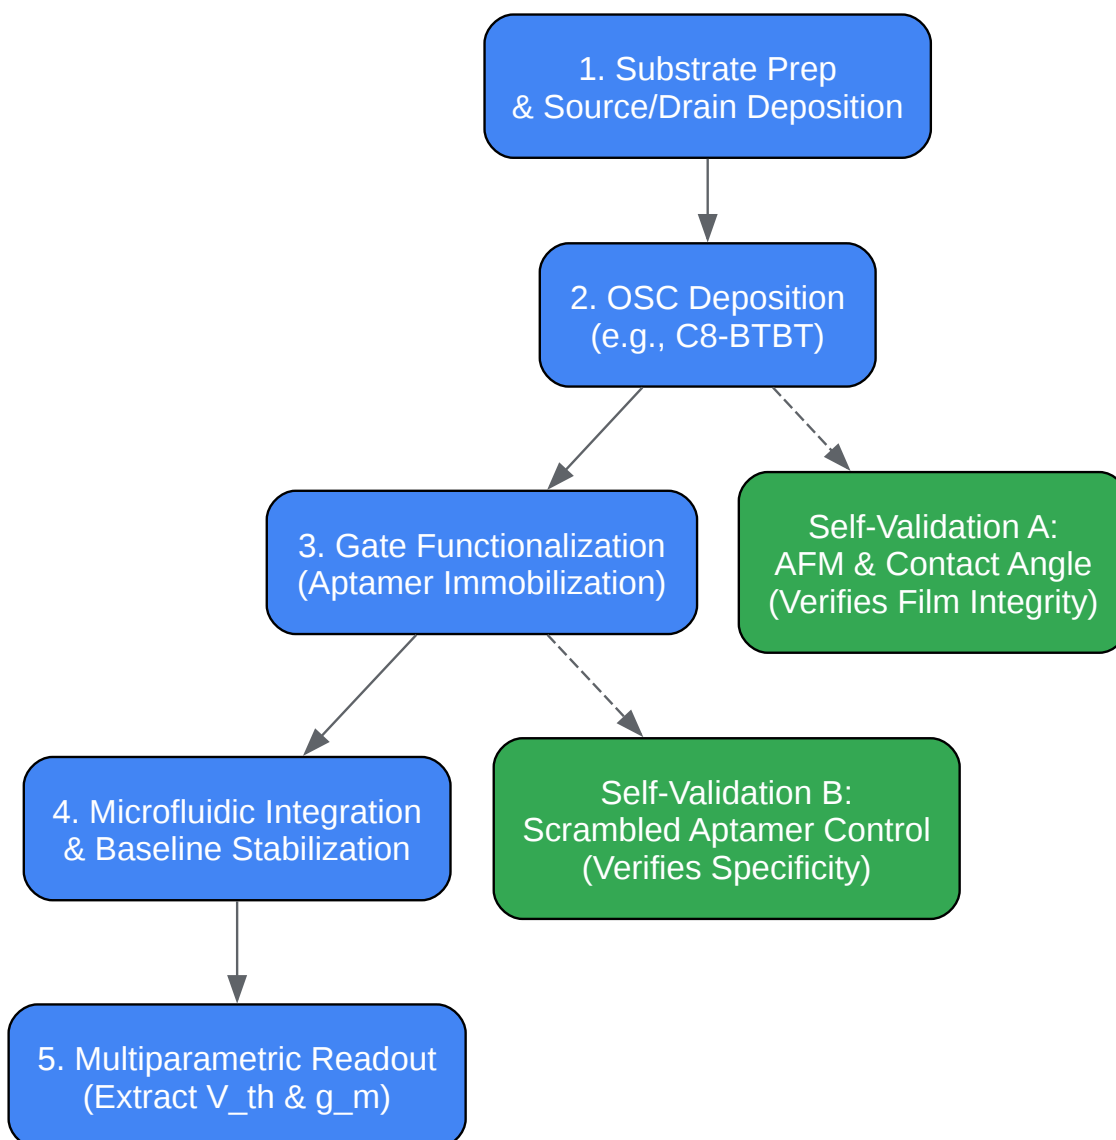 1. Substrate Prep
& Source/Drain Deposition
2. OSC Deposition
(e.g., C8-BTBT)
3. Gate Functionalization
(Aptamer Immobilization)
Self-Validation A:
AFM & Contact Angle
(Verifies Film Integrity)
4. Microfluidic Integration
& Baseline Stabilization
Self-Validation B:
Scrambled Aptamer Control
(Verifies Specificity)
5. Multiparametric Readout
(Extract V_th & g_m)